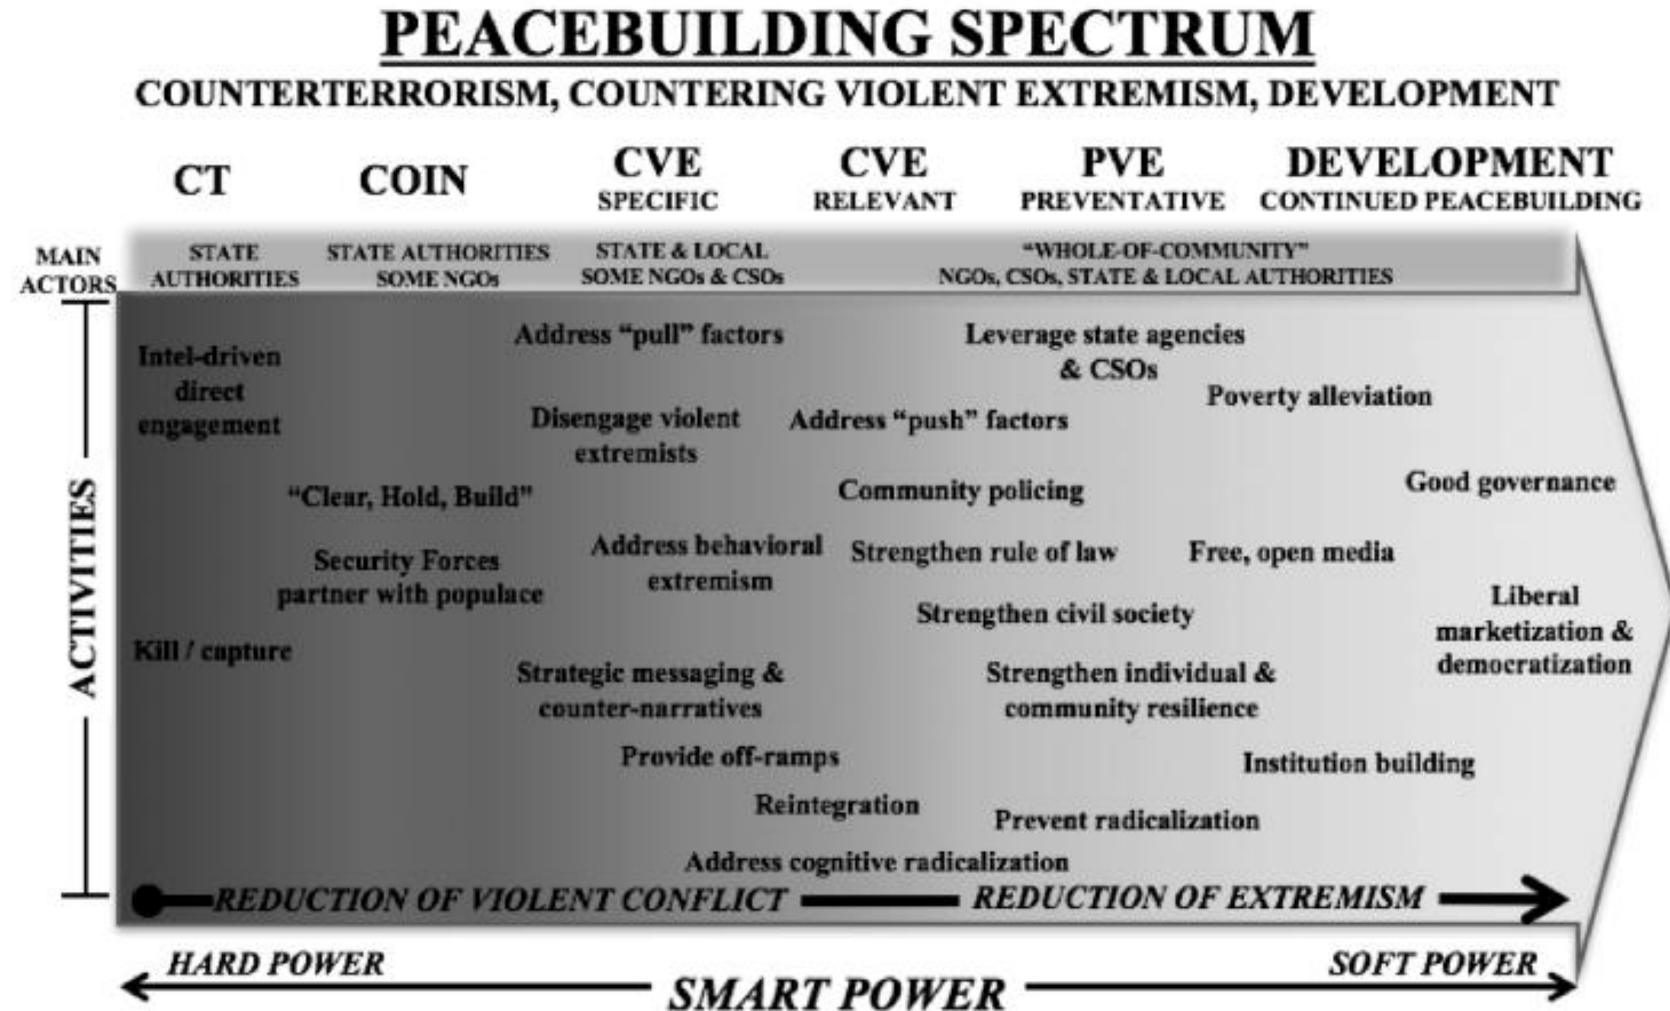 PEACEBUILDING SPECTRUM
COUNTERTERRORISM, COUNTERING VIOLENT EXTREMISM, DEVELOPMENT
CT
COIN
CVE
SPECIFIC
CVE
RELEVANT
PVE
PREVENTATIVE
DEVELOPMENT
CONTINUED PEACEBUILDING
MAIN
ACTORS
STATE
AUTHORITIES
STATE AUTHORITIES
SOME NGOs
STATE & LOCAL
SOME NGOs & CSOs
“WHOLE-OF-COMMUNITY”
NGOs, CSOs, STATE & LOCAL AUTHORITIES
ACTIVITIES
Intel-driven
direct
engagement
Kill / capture
“Clear, Hold, Build”
Security Forces
partner with populace
Address “pull” factors
Disengage violent
extremists
Address behavioral
extremism
Strategic messaging &
counter-narratives
Provide off-ramps
Reintegration
Address cognitive radicalization
Address “push” factors
Community policing
Strengthen rule of law
Strengthen civil society
Leverage state agencies
& CSOs
Strengthen individual &
community resilience
Prevent radicalization
Poverty alleviation
Free, open media
Institution building
Good governance
Liberal
marketization &
democratization
REDUCTION OF VIOLENT CONFLICT
REDUCTION OF EXTREMISM
HARD POWER
SMART POWER
SOFT POWER